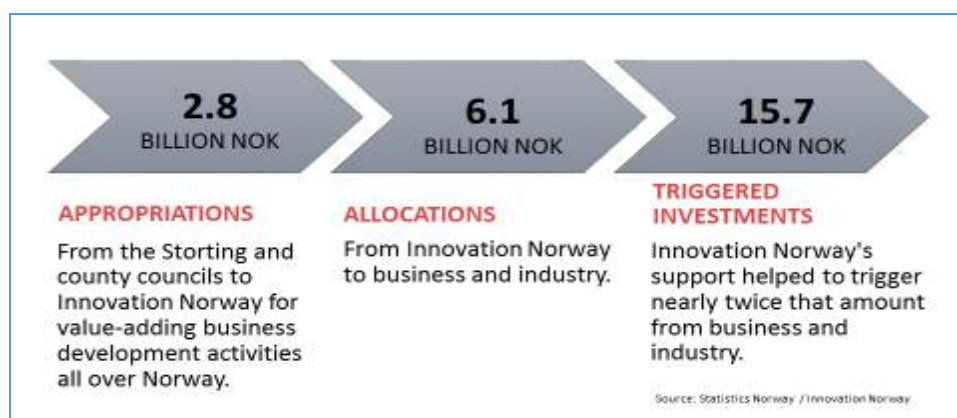 2.8
BILLION NOK
6.1
BILLION NOK
15.7
BILLION NOK
APPROPRIATIONS
From the Storting and
county councils to
Innovation Norway for
value-adding business
development activities
all over Norway.
ALLOCATIONS
From Innovation Norway
to business and industry.
TRIGGERED
INVESTMENTS
Innovation Norway's
support helped to trigger
nearly twice that amount
from business and
industry.
Source: Statistics Norway / Innovation Norway